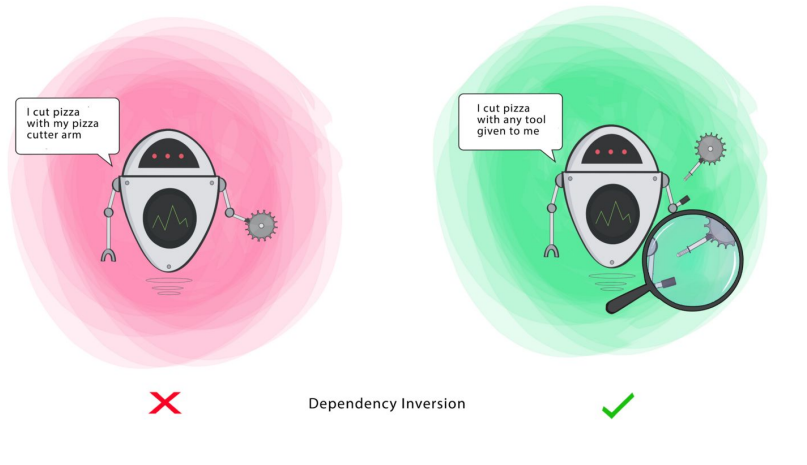 I cut pizza
with my pizza
cutter arm
I cut pizza
with any tool
given to me
Dependency Inversion